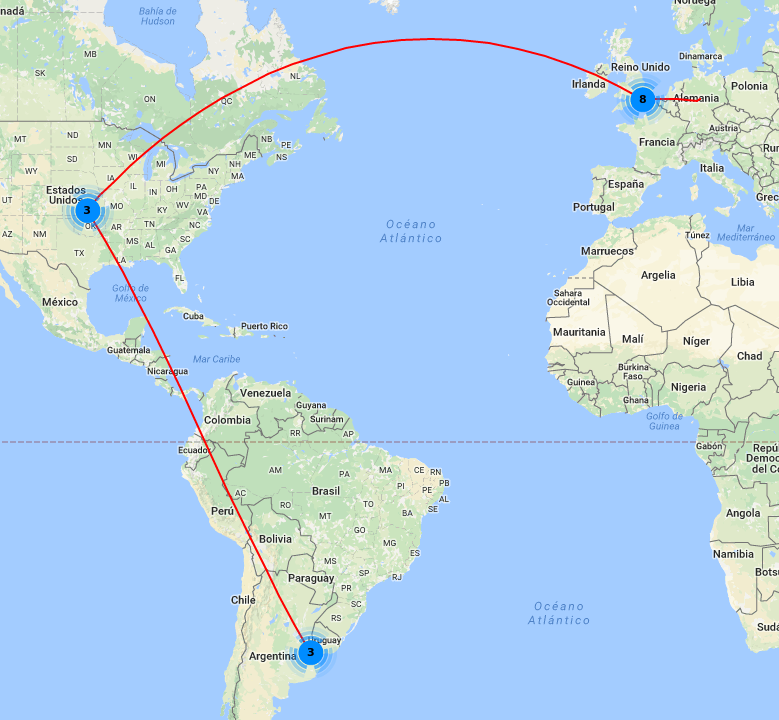 nadá
Bahía de
Hudson
Noruega
MB
SK
NL
ON
QC
Reino Unido
Dinamarca
Irlanda
8
Alemania
Polonia
MT
ND
MN
NB
PE
SD
WI
MI
ME
NS
NH
WY
IA
NY
MA
Austria
Francia
Rur
Italia
Estados
Unidos
IL
IN
OH
PA
MD
DE
UT
MO
WV
VA
España
Grec
3
KY
Portugal
OK
AR
TN
NC
AZ
NM
MS
AL
SC
GA
TX
LA
Océano
Atlántico
Túnez
Mar
Mediterráneo
Marruecos
FL
Argelia
Libia
Golfo de
México
México
Sahara
Occidental
Cuba
Puerto Rico
Mauritania
Malí
Níger
Guatemala
Mar Caribe
Chad
Nicaragua
Burkina
Faso
Guinea
Nigeria
Venezuela
Guyana
Ghana
Surinam
Colombia
Golfo de
Guinea
RR
AP
Ecuador
Gabón
Repú
Democ
del Co
AM
PA
MA
CE
RN
PB
PI
PE
AC
Brasil
AL
RO
TO
SE
Perú
BA
MT
Angola
GO
Bolivia
MG
ES
Namibia
MS
Bots
Paraguay
SP
RJ
PR
Chile
SC
Océano
Atlántico
RS
Sudá
Uruguay
3
Argentina